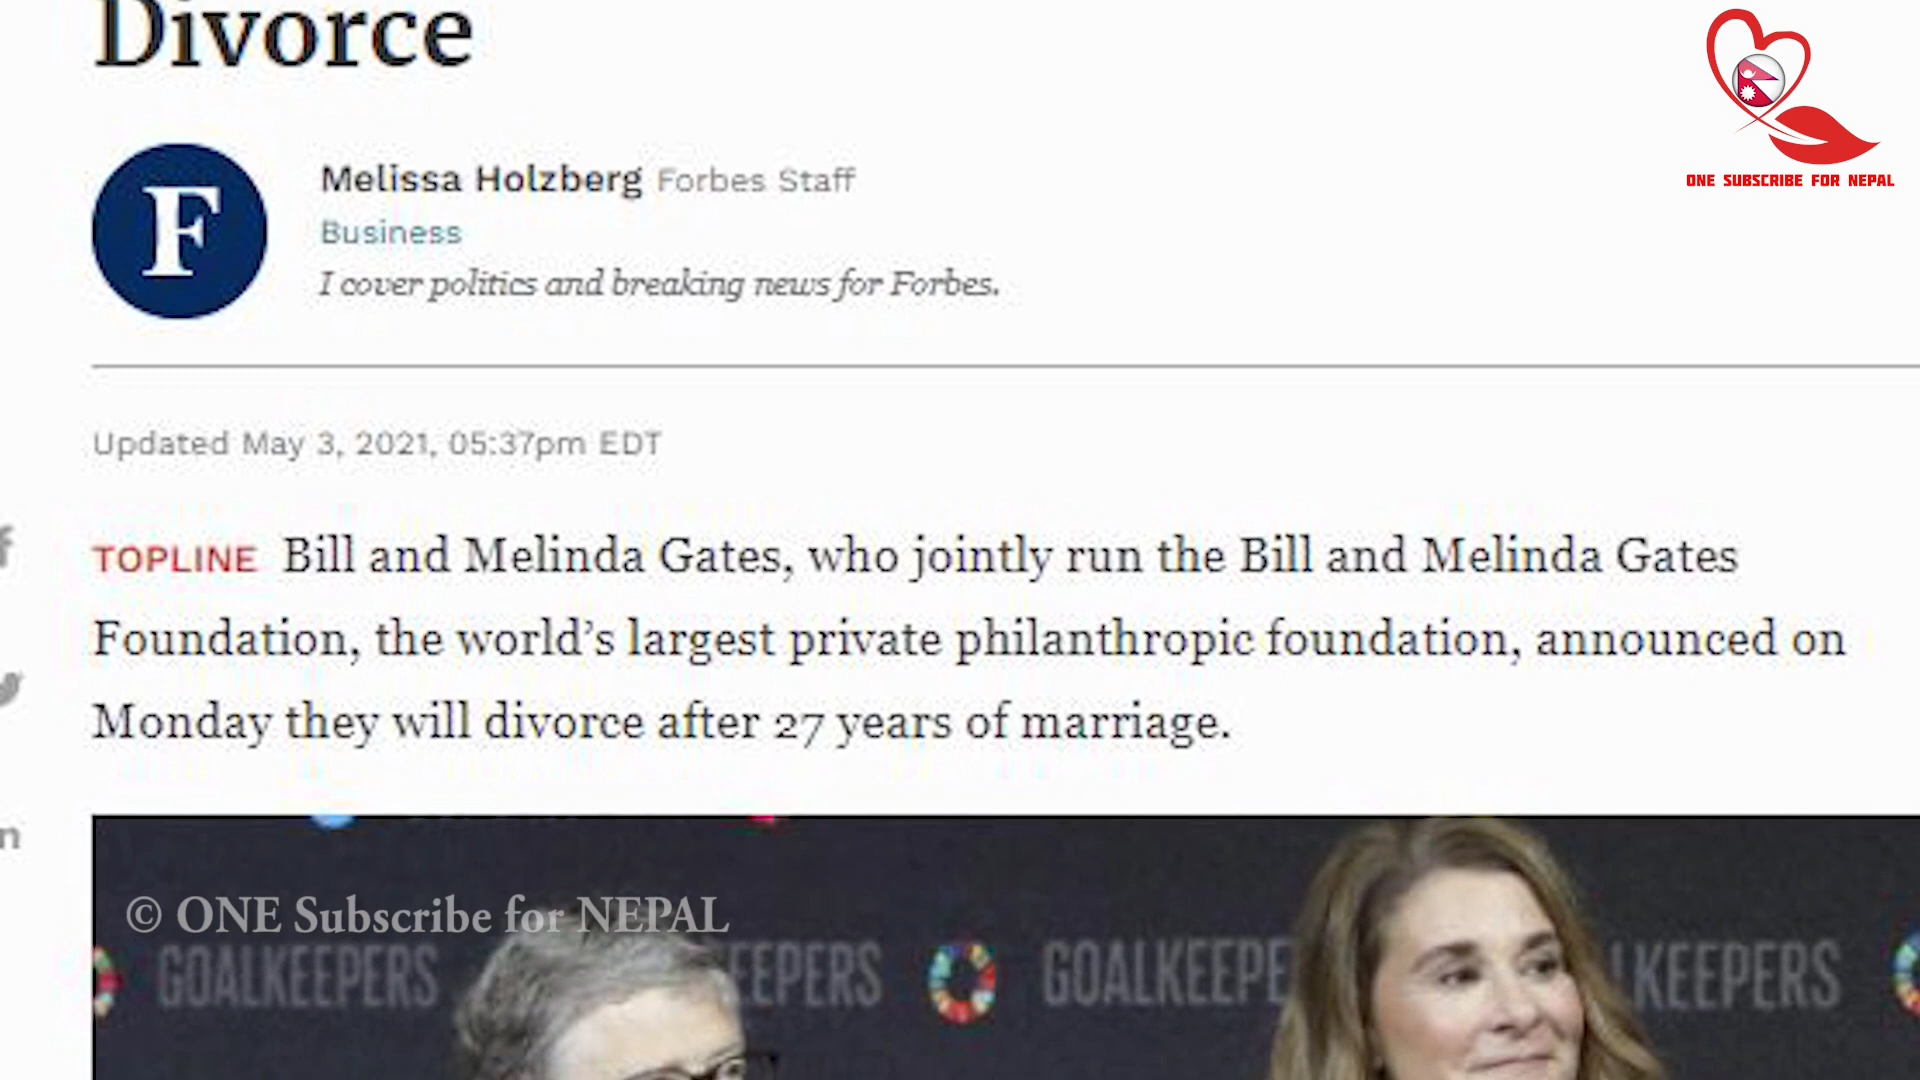 Divorce
ONE SUBSCRIBE FOR NEPAL
F
Melissa Holzberg Forbes Staff
Business
I cover politics and breaking news for Forbes.
Updated May 3, 2021, 05:37pm EDT
TOPLINE Bill and Melinda Gates, who jointly run the Bill and Melinda Gates
Foundation, the world’s largest private philanthropic foundation, announced on
Monday they will divorce after 27 years of marriage.
© ONE Subscribe for NEPAL
GOALKEEPERS EEPERS GOALKEEPE LKEEPERS